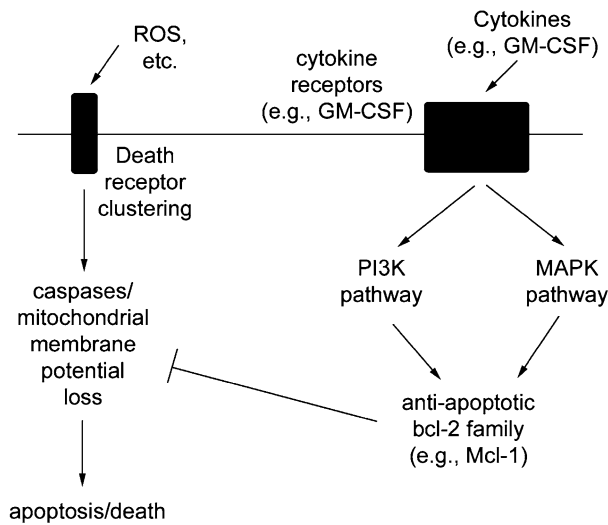 ROS,
etc.
Cytokines
(e.g., GM-CSF)
cytokine
receptors
(e.g., GM-CSF)
Death
receptor
clustering
PI3K
pathway
MAPK
pathway
caspases/
mitochondrial
membrane
potential
loss
anti-apoptotic
bcl-2 family
(e.g., Mcl-1)
apoptosis/death